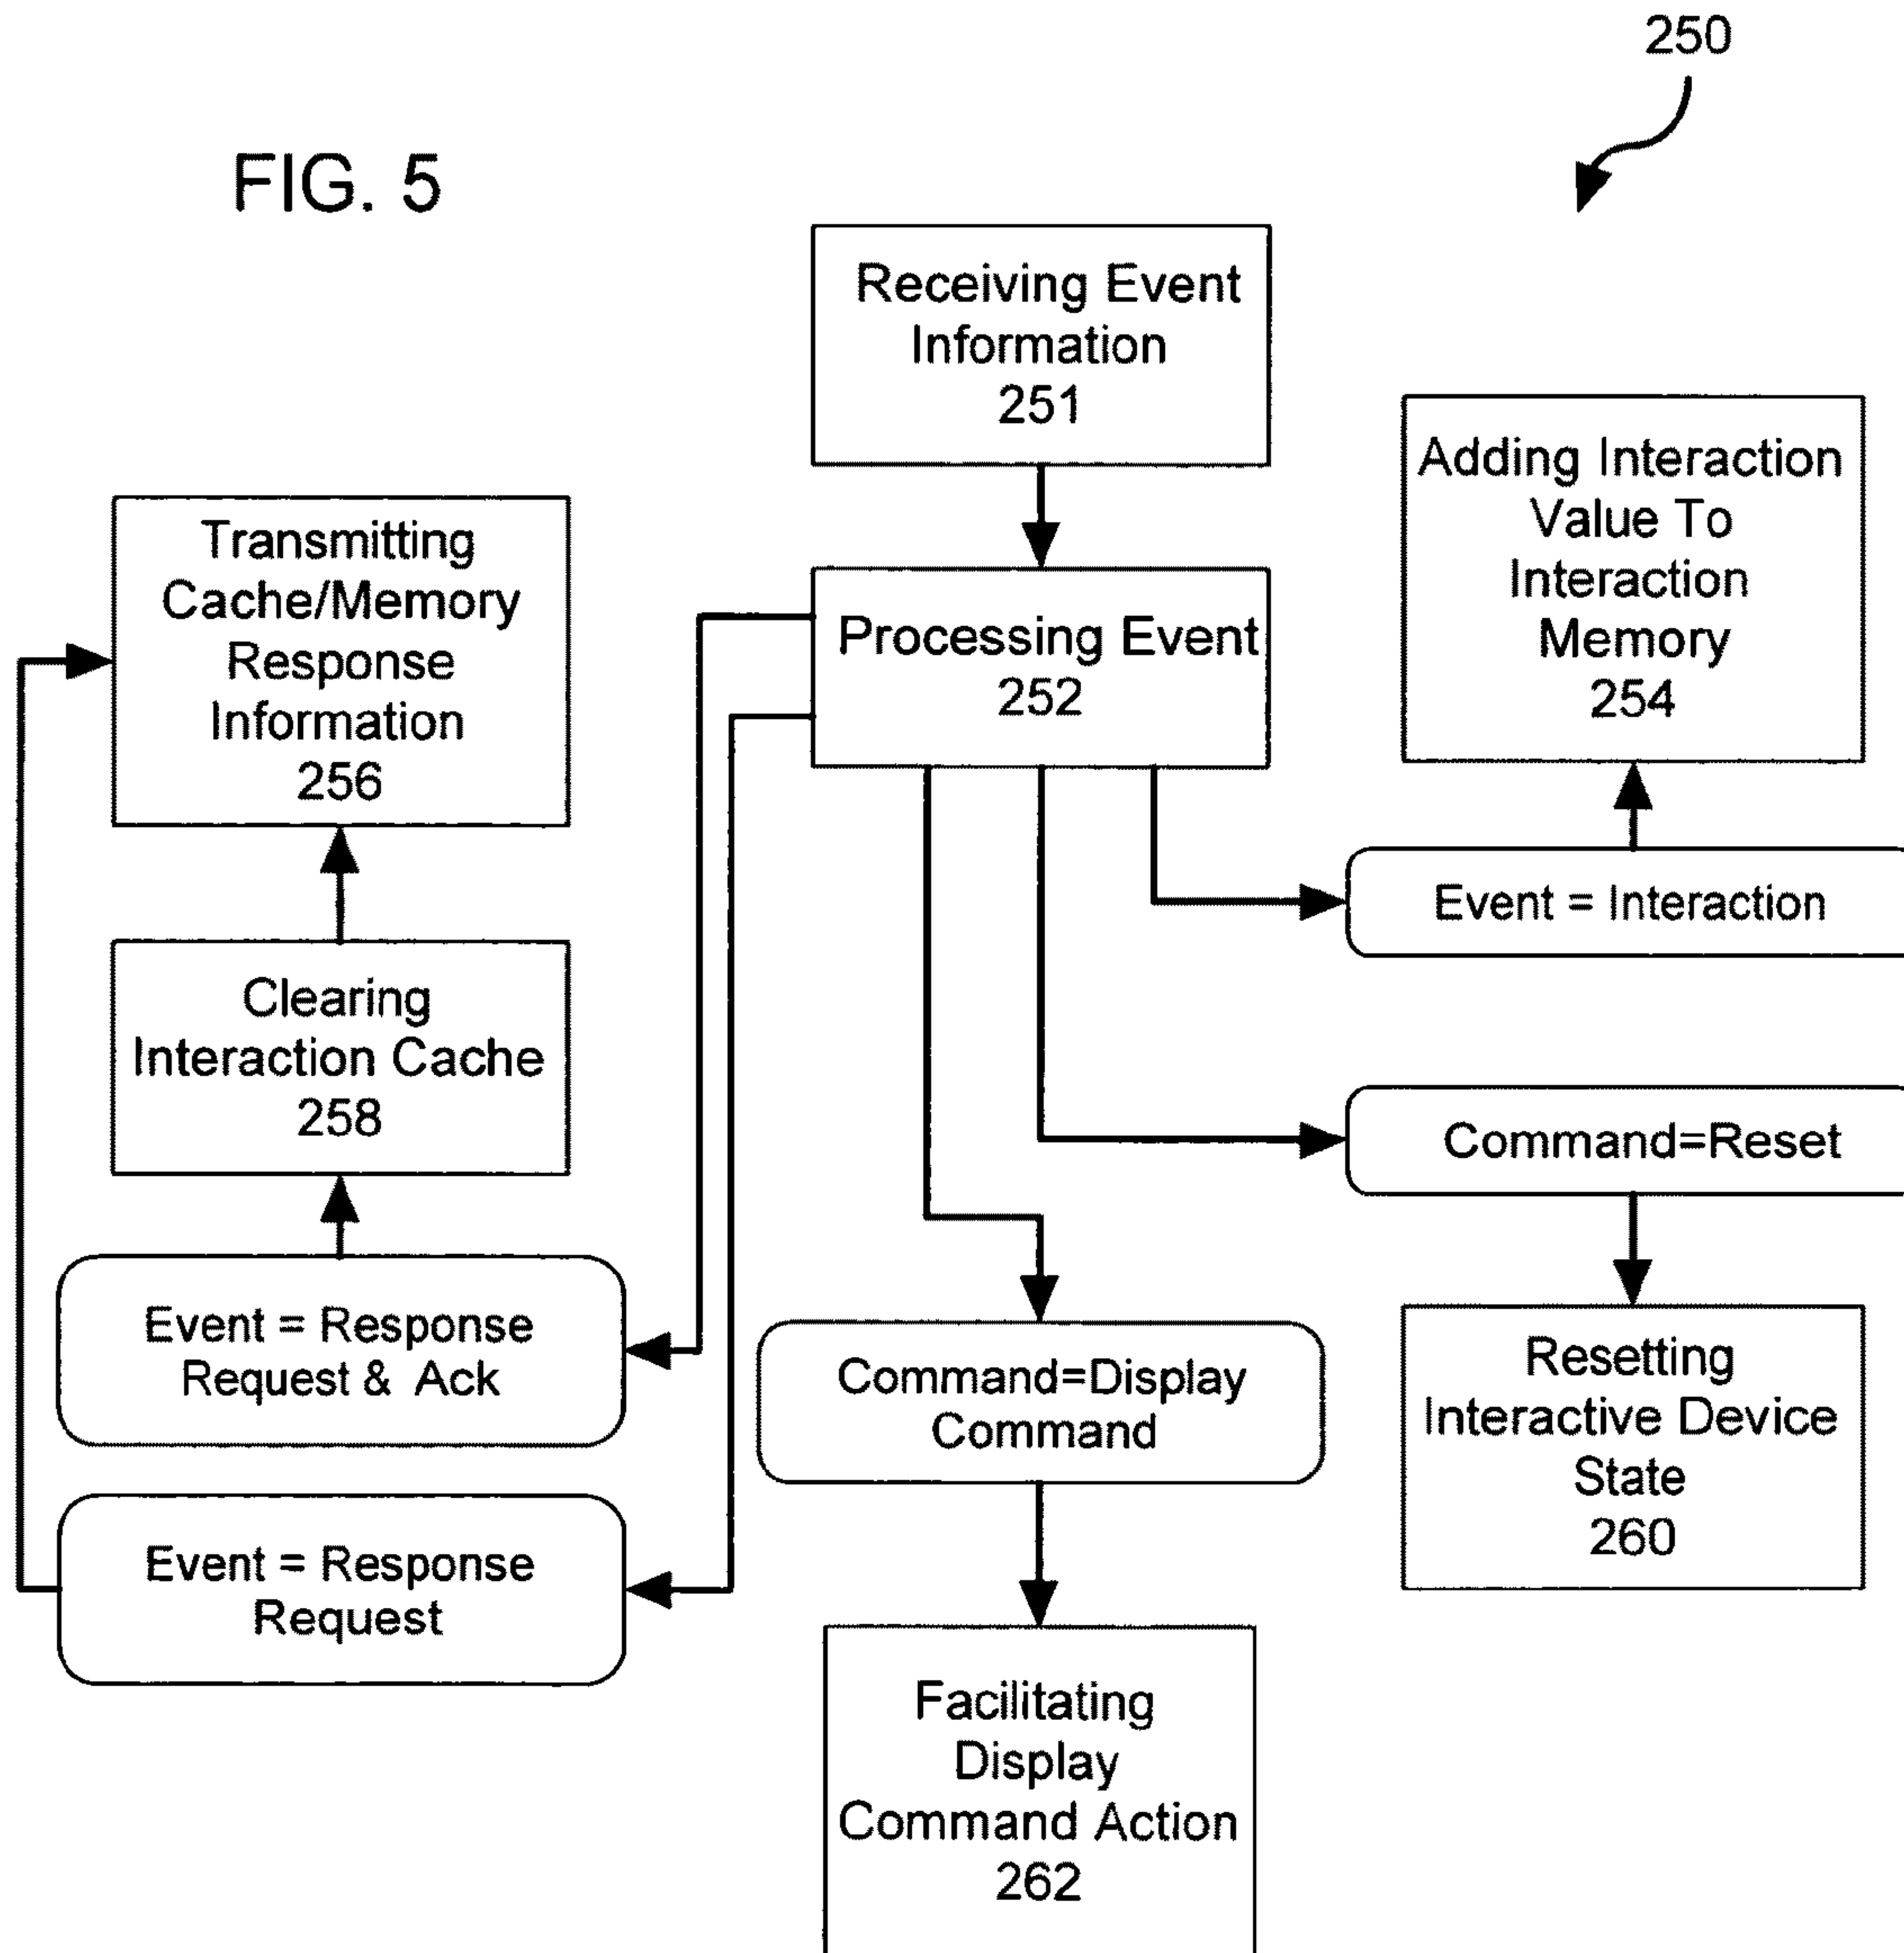 250
FIG. 5
Receiving Event
Information
251
Processing Event
252
Adding Interaction
Value To
Interaction
Memory
254
Event = Interaction
Command=Reset
Resetting
Interactive Device
State
260
Transmitting
Cache/Memory
Response
Information
256
Clearing
Interaction Cache
258
Event = Response
Request & Ack
Event = Response
Request
Command=Display
Command
Facilitating
Display
Command Action
262